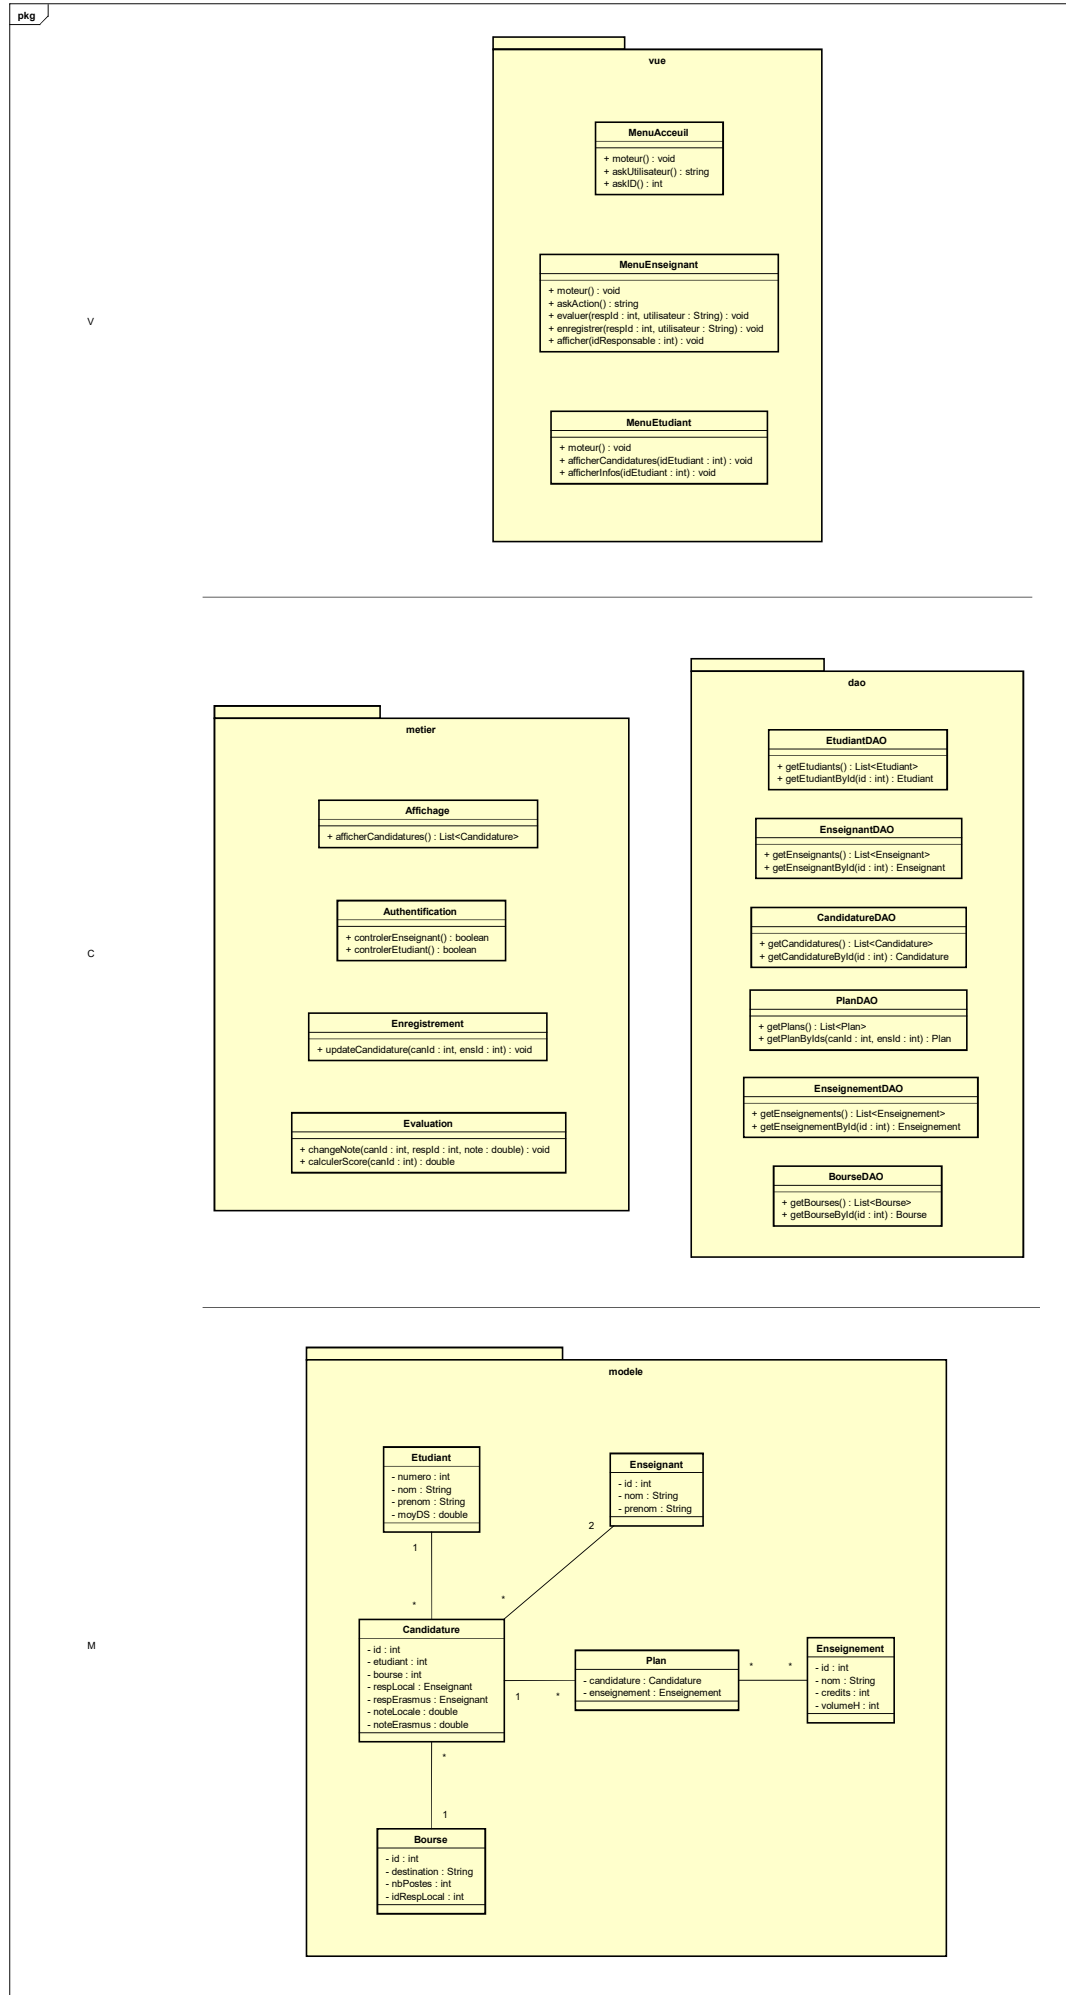 pkg
vue
MenuAcceuil
+ moteur() : void
+ askUtilisateur() : string
+ askID() : int
MenuEnseignant
+ moteur() : void
+ askAction() : string
+ evaluer(respId : int, utilisateur : String) : void
+ enregistrer(respId : int, utilisateur : String) : void
+ afficher(idResponsable : int) : void
V
MenuEtudiant
+ moteur() : void
+ afficherCandidatures(idEtudiant : int) : void
+ afficherInfos(idEtudiant : int) : void
metier
Affichage
+ afficherCandidatures() : List<Candidature>
Authentification
+ controlerEnseignant() : boolean
+ controlerEtudiant() : boolean
Enregistrement
+ updateCandidature(canId : int, ensId : int) : void
Evaluation
+ changeNote(canId : int, respId : int, note : double) : void
+ calculerScore(canId : int) : double
C
dao
EtudiantDAO
+ getEtudiants() : List<Etudiant>
+ getEtudiantById(id : int) : Etudiant
EnseignantDAO
+ getEnseignants() : List<Enseignant>
+ getEnseignantById(id : int) : Enseignant
CandidatureDAO
+ getCandidatures() : List<Candidature>
+ getCandidatureById(id : int) : Candidature
PlanDAO
+ getPlans() : List<Plan>
+ getPlanByIds(canId : int, ensId : int) : Plan
EnseignementDAO
+ getEnseignements() : List<Enseignement>
+ getEnseignementById(id : int) : Enseignement
BourseDAO
+ getBourses() : List<Bourse>
+ getBourseById(id : int) : Bourse
modele
Etudiant
- numero : int
- nom : String
- prenom : String
- moyDS : double
Enseignant
- id : int
- nom : String
- prenom : String
1
2
*
*
Candidature
- id : int
- etudiant : int
- bourse : int
- respLocal : Enseignant
- respErasmus : Enseignant
- noteLocale : double
- noteErasmus : double
M
1
*
Plan
- candidature : Candidature
- enseignement : Enseignement
*
*
Enseignement
- id : int
- nom : String
- credits : int
- volumeH : int
*
1
Bourse
- id : int
- destination : String
- nbPostes : int
- idRespLocal : int